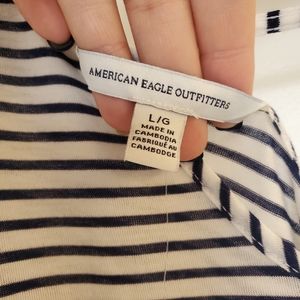 AMERICAN EAGLE OUTFITTERS
L/G
MADE IN
CAMBODIA
FABRIQUÉ AU
CAMBODGE